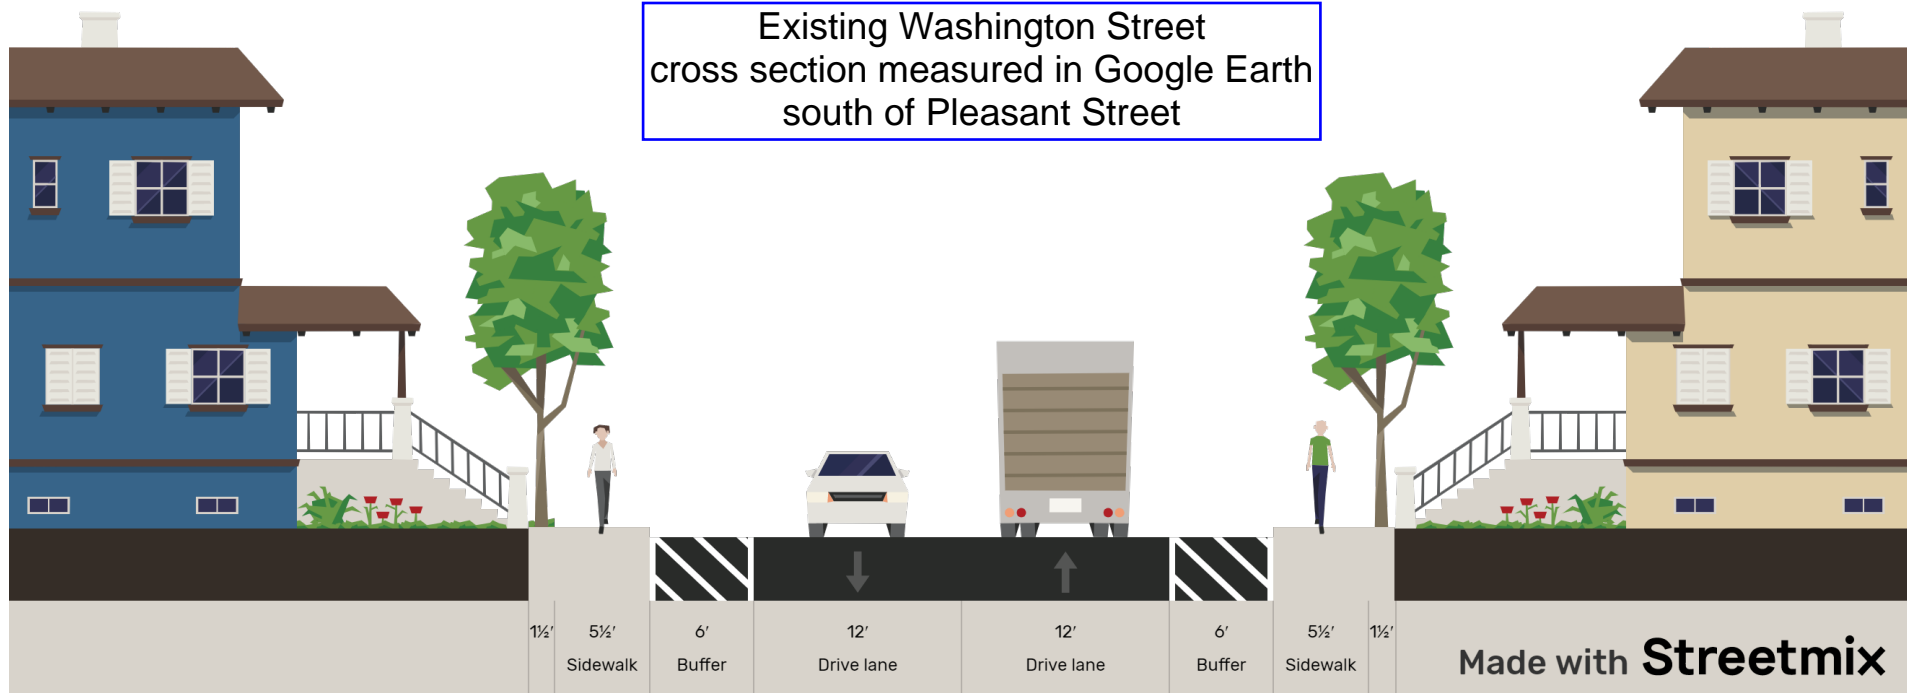 Existing Washington Street
cross section measured in Google Earth
south of Pleasant Street
1½′ 5½′ 6′ 12′ 12′ 6′ 5½′ 1½′
Sidewalk Buffer Drive lane Drive lane Buffer Sidewalk
Made with Streetmix